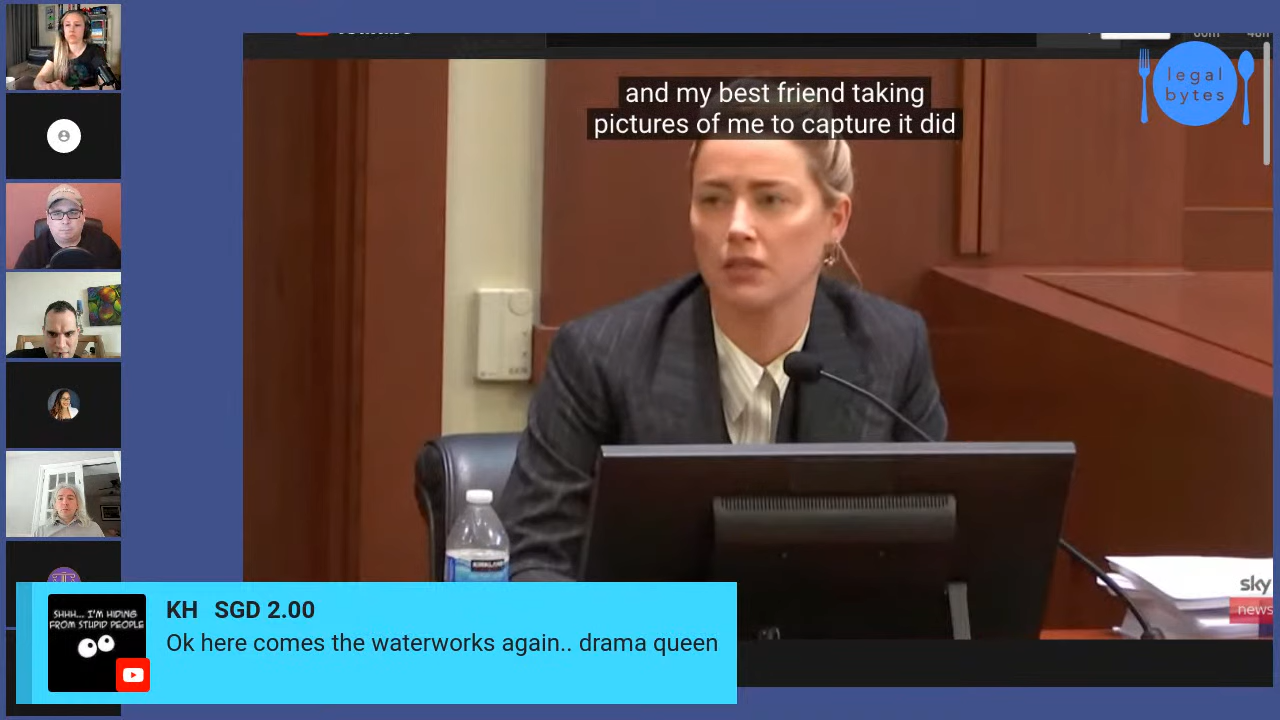 and my best friend taking
pictures of me to capture it did
legal
bytes
KIRKLAND
sky
news
SHHH... I'M HIDING
FROM STUPID PEOPLE
KH SGD 2.00
Ok here comes the waterworks again.. drama queen